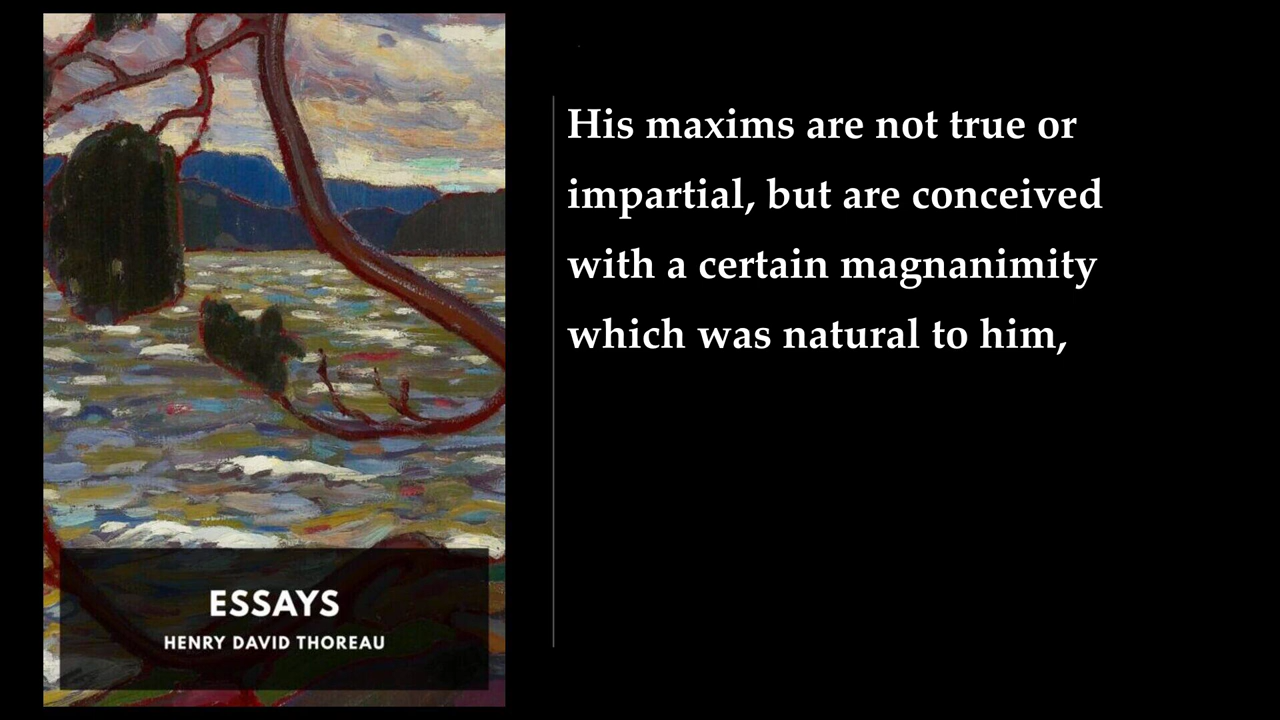 ESSAYS
HENRY DAVID THOREAU
His maxims are not true or
impartial, but are conceived
with a certain magnanimity
which was natural to him,